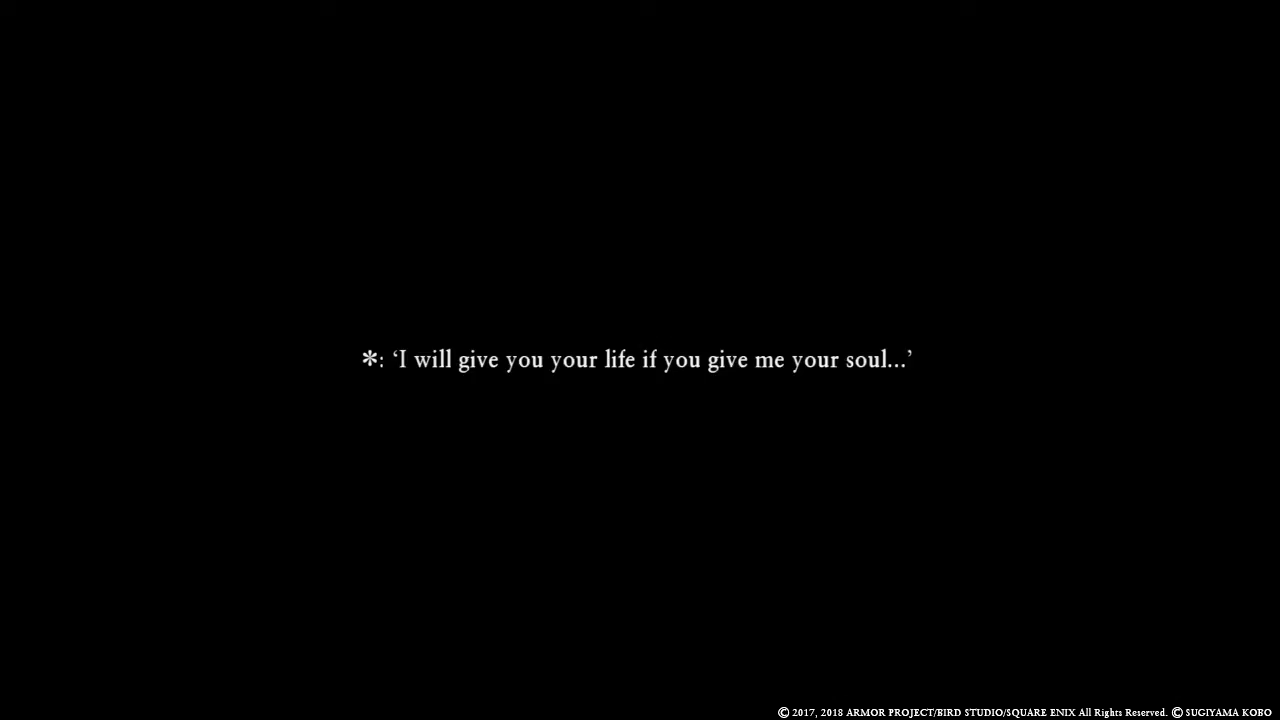 *: ‘I will give you your life if you give me your soul...’
© 2017, 2018 ARMOR PROJECT/BIRD STUDIO/SQUARE ENIX All Rights Reserved. © SUGIYAMA KOBO